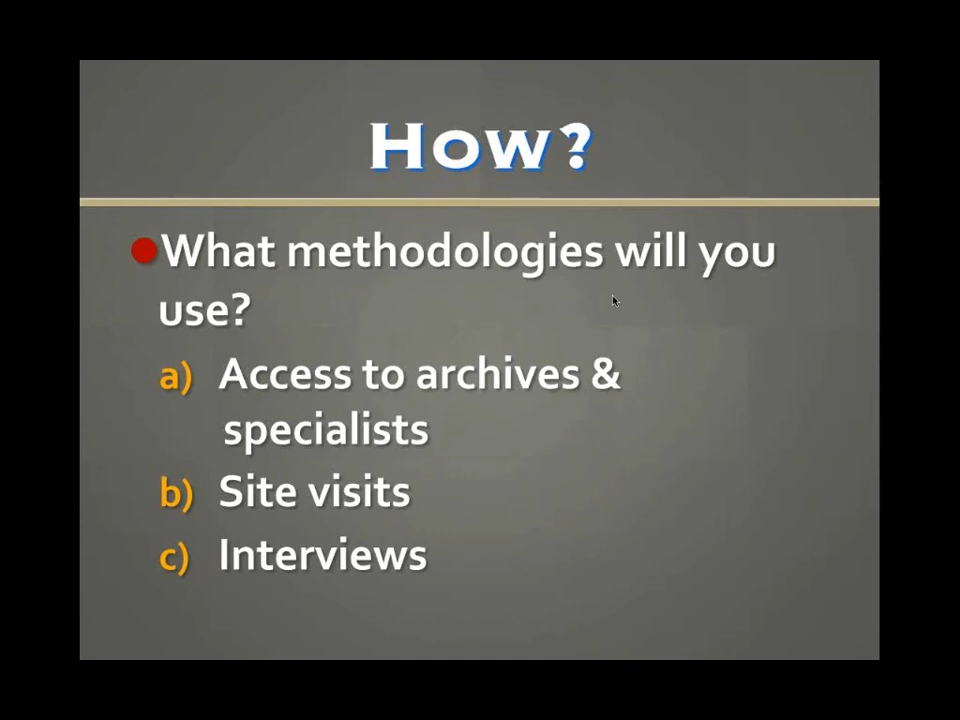 How?
What methodologies will you
use?
a) Access to archives &
specialists
b) Site visits
c) Interviews